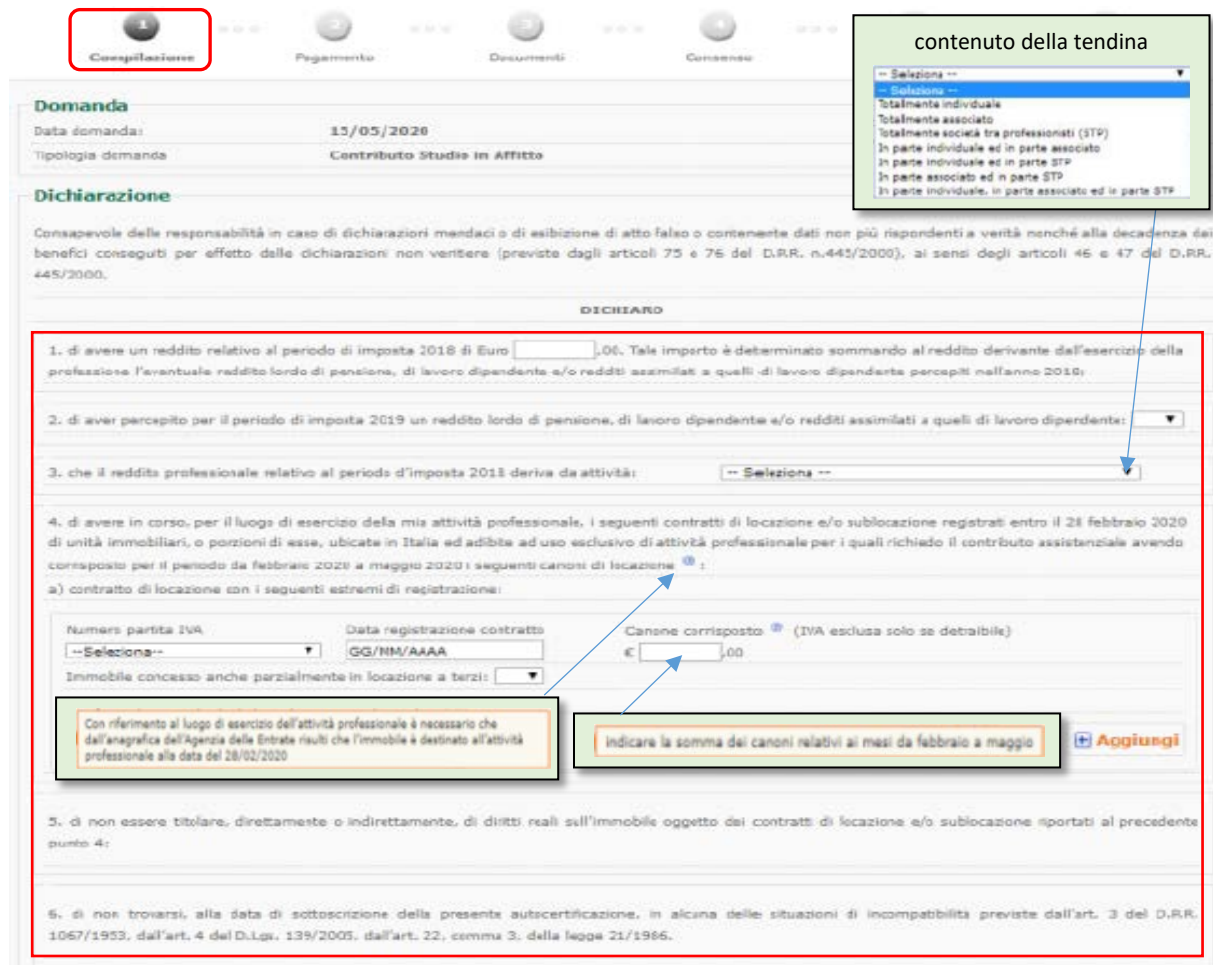 1
2
3
4
Compilazione
Pagamento
Documenti
Consenso
contenuto della tendina
-- Seleziona --
-- Seleziona --
Totalmente individuale
Totalmente associato
Totalmente società tra professionisti (STP)
In parte individuale ed in parte associato
In parte individuale ed in parte STP
In parte associato ed in parte STP
In parte individuale, in parte associato ed in parte STP
Domanda
Data domanda: 15/05/2020
Tipologia domanda Contributo Studio in Affitto
Dichiarazione
Consapevole delle responsabilità in caso di dichiarazioni mendaci o di esibizione di atto falso o contenente dati non più rispondenti a verità nonché alla decadenza dai
benefici conseguiti per effetto delle dichiarazioni non veritiere (previste dagli articoli 75 e 76 del D.P.R. n.445/2000), ai sensi degli articoli 46 e 47 del D.P.R.
445/2000.
DICHIARO
1. di avere un reddito relativo al periodo di imposta 2018 di Euro ,00. Tale importo è determinato sommando al reddito derivante dall'esercizio della
professione l'eventuale reddito lordo di pensione, di lavoro dipendente e/o redditi assimilati a quelli di lavoro dipendente percepiti nell'anno 2018;
2. di aver percepito per il periodo di imposta 2019 un reddito lordo di pensione, di lavoro dipendente e/o redditi assimilati a quelli di lavoro dipendente:
3. che il reddito professionale relativo al periodo d'imposta 2018 deriva da attività: -- Seleziona --
4. di avere in corso, per il luogo di esercizio della mia attività professionale, i seguenti contratti di locazione e/o sublocazione registrati entro il 28 febbraio 2020
di unità immobiliari, o porzioni di esse, ubicate in Italia ed adibite ad uso esclusivo di attività professionale per i quali richiedo il contributo assistenziale avendo
corrisposto per il periodo da febbraio 2020 a maggio 2020 i seguenti canoni di locazione :
a) contratto di locazione con i seguenti estremi di registrazione:
Numero partita IVA Data registrazione contratto Canone corrisposto (IVA esclusa solo se detraibile)
--Seleziona-- GG/MM/AAAA € ,00
Immobile concesso anche parzialmente in locazione a terzi:
Con riferimento al luogo di esercizio dell'attività professionale è necessario che
dall'anagrafica dell'Agenzia delle Entrate risulti che l'immobile è destinato all'attività
professionale alla data del 28/02/2020
indicare la somma dei canoni relativi ai mesi da febbraio a maggio
Aggiungi
5. di non essere titolare, direttamente o indirettamente, di diritti reali sull'immobile oggetto dei contratti di locazione e/o sublocazione riportati al precedente
punto 4;
6. di non trovarsi, alla data di sottoscrizione della presente autocertificazione, in alcuna delle situazioni di incompatibilità previste dall'art. 3 del D.P.R.
1067/1953, dall'art. 4 del D.Lgs. 139/2005, dall'art. 22, comma 3, della legge 21/1986.